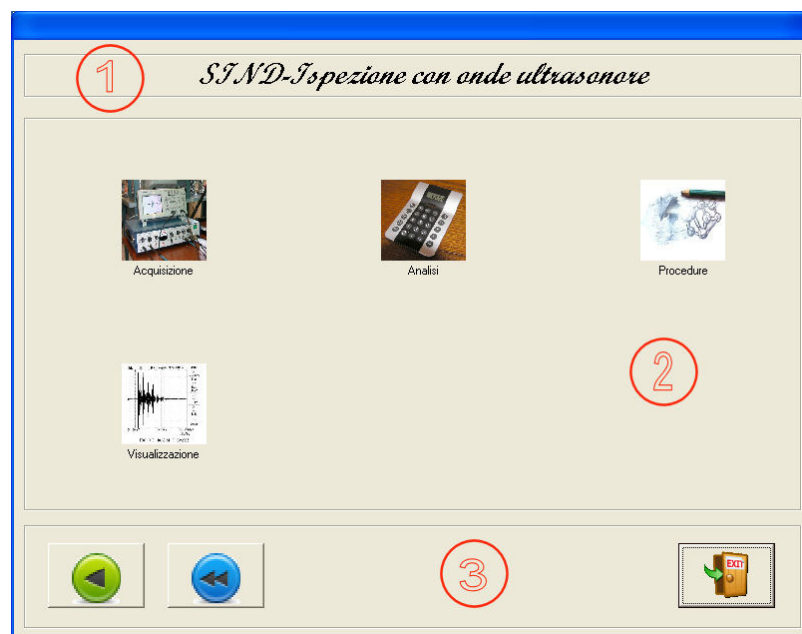 1
SIND-Ispezione con onde ultrasonore
Acquisizione
Analisi
Procedure
2
Visualizzazione
3
EXIT